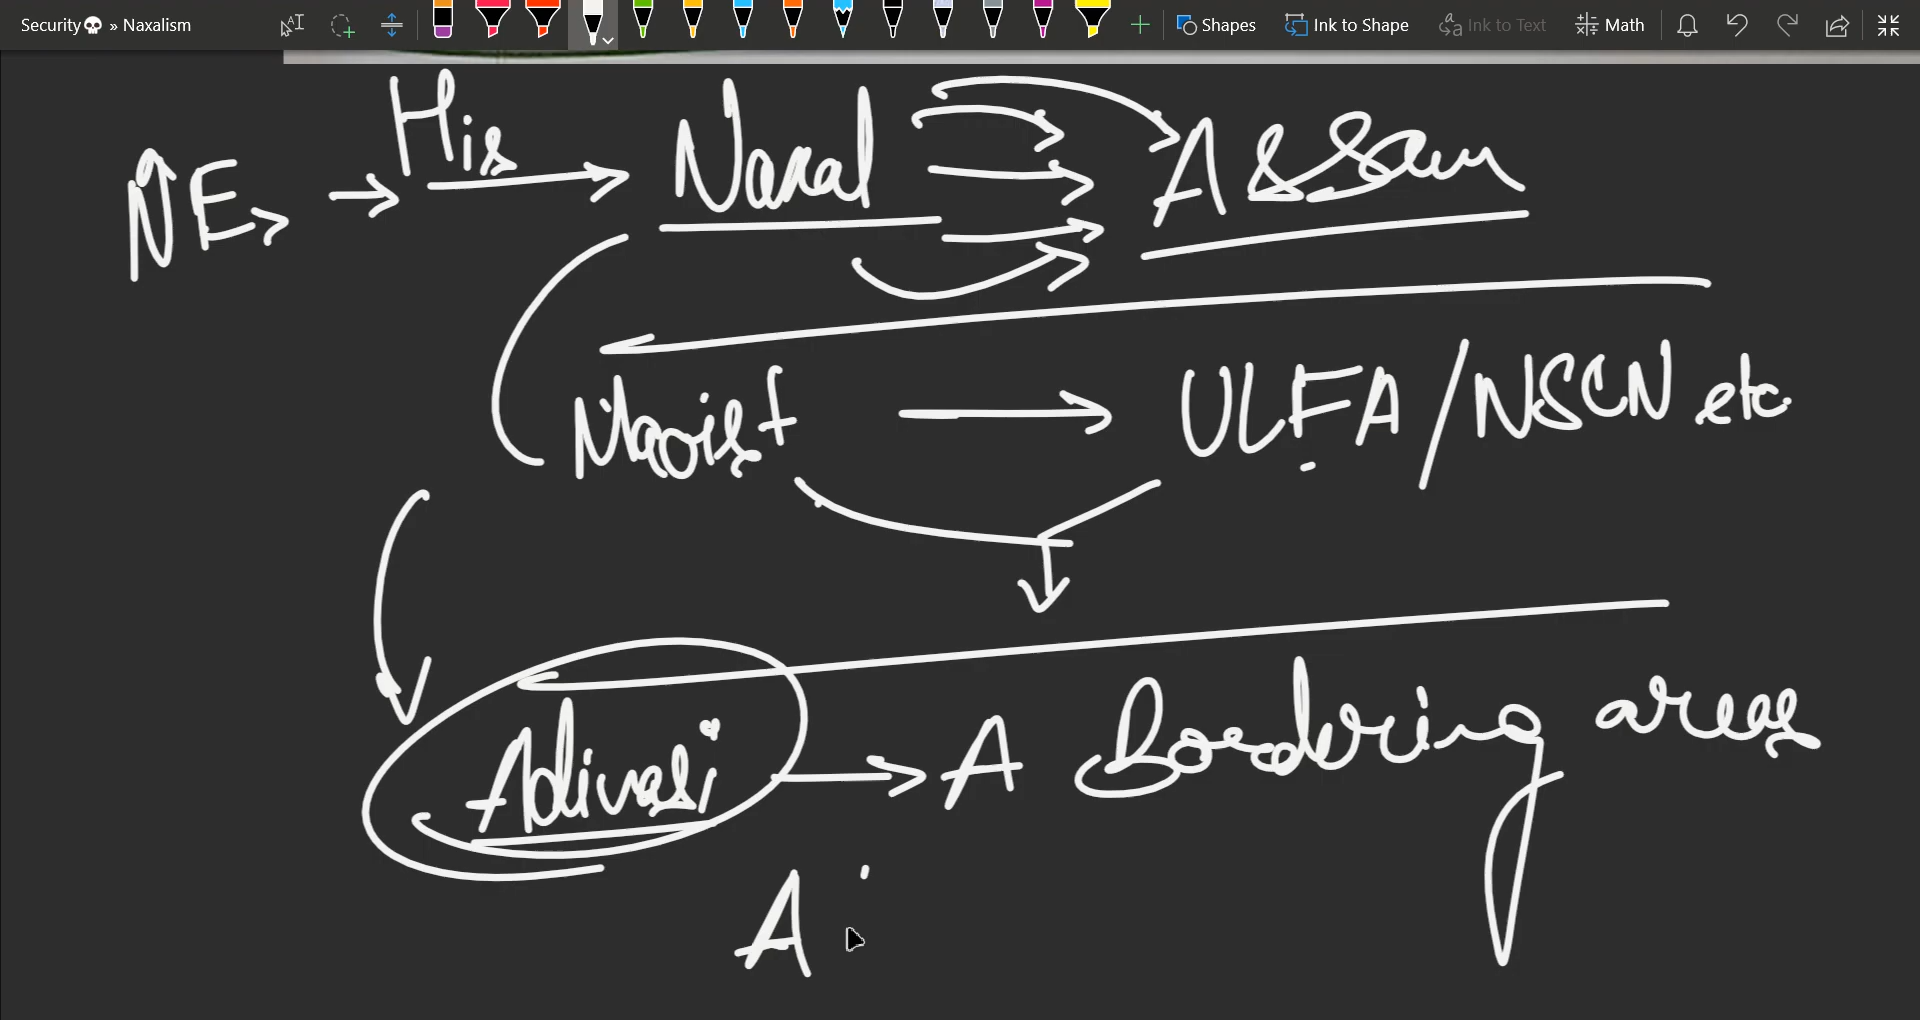 Security💀 » Naxalism
Shapes Ink to Shape Ink to Text Math
NE → His → Naxal → Assam
Maoist → ULFA/NSCN etc
Adivasi → A Bordering areas
A